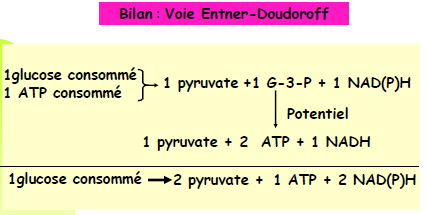 Bilan : Voie Entner-Doudoroff
1glucose consommé
1 ATP consommé
1 pyruvate +1 G-3-P + 1 NAD(P)H
Potentiel
1 pyruvate + 2 ATP + 1 NADH
1glucose consommé → 2 pyruvate + 1 ATP + 2 NAD(P)H